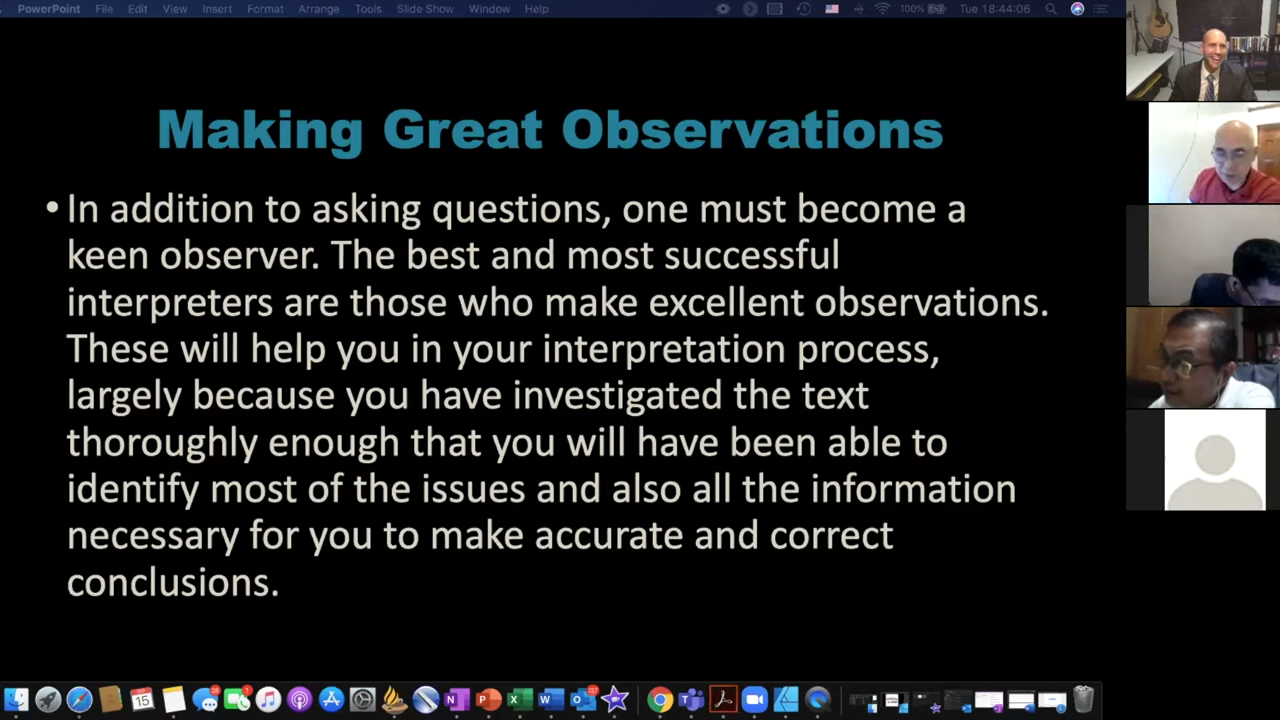 PowerPoint File Edit View Insert Format Arrange Tools Slide Show Window Help 100% Tue 18:44:06
Making Great Observations
• In addition to asking questions, one must become a
keen observer. The best and most successful
interpreters are those who make excellent observations.
These will help you in your interpretation process,
largely because you have investigated the text
thoroughly enough that you will have been able to
identify most of the issues and also all the information
necessary for you to make accurate and correct
conclusions.
15